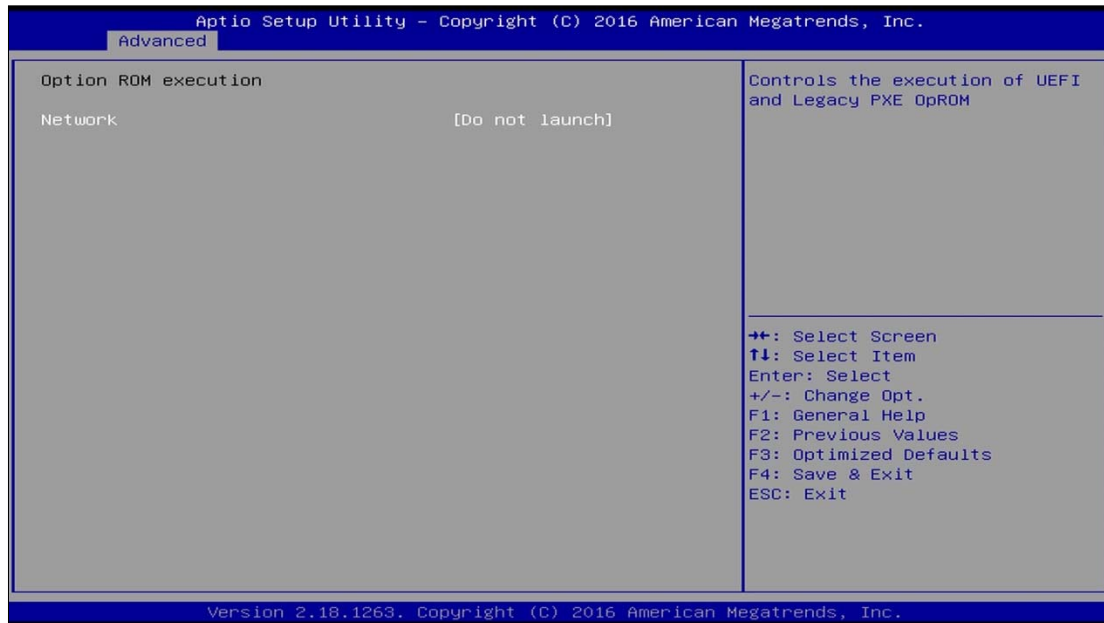 Aptio Setup Utility – Copyright (C) 2016 American Megatrends, Inc.
Advanced
Option ROM execution
Network [Do not launch]
Controls the execution of UEFI
and Legacy PXE OpROM
→←: Select Screen
↑↓: Select Item
Enter: Select
+/-: Change Opt.
F1: General Help
F2: Previous Values
F3: Optimized Defaults
F4: Save & Exit
ESC: Exit
Version 2.18.1263. Copyright (C) 2016 American Megatrends, Inc.